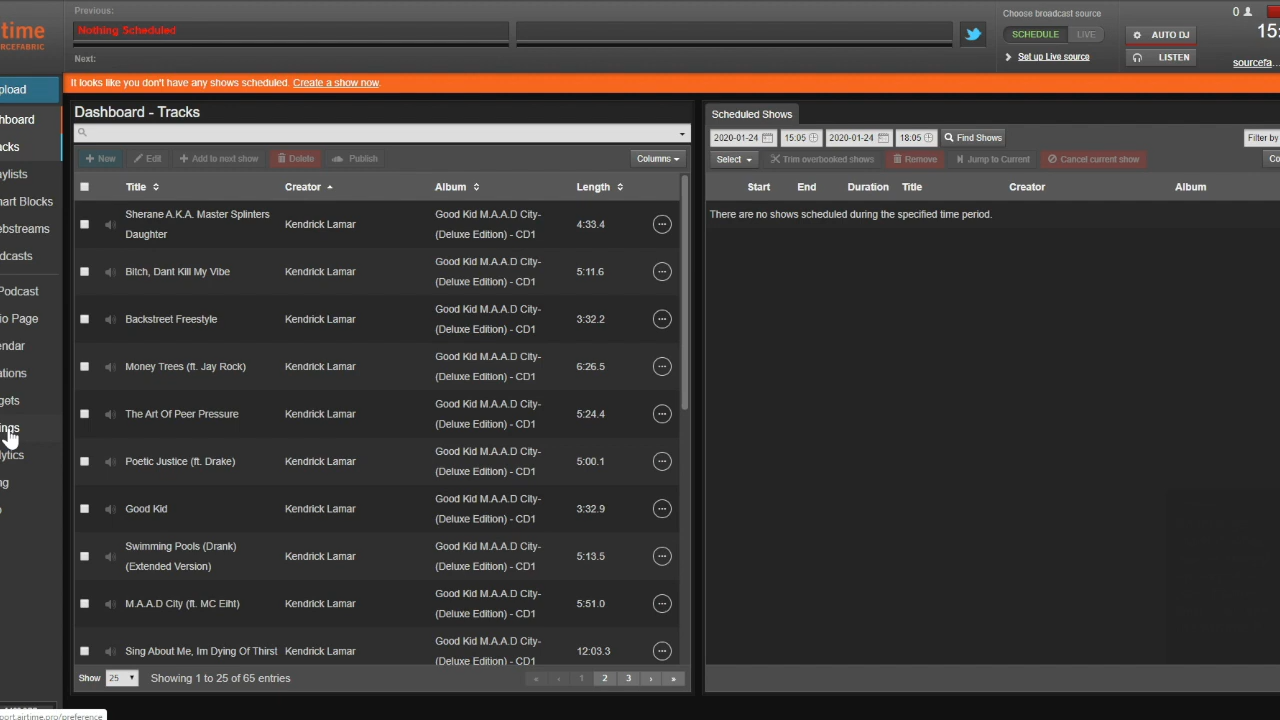 Previous:
Nothing Scheduled
Next:
Choose broadcast source
SCHEDULE LIVE
Set up Live source
0
AUTO DJ
LISTEN
15:
sourcefa...
time
RCEFABRIC
It looks like you don't have any shows scheduled. Create a show now.
pload
hboard
acks
aylists
mart Blocks
ebstreams
dcasts
Podcast
io Page
endar
ations
gets
ings
lytics
ng
Dashboard - Tracks
New Edit Add to next show Delete Publish Columns
Title Creator Album Length
Sherane A.K.A. Master Splinters Daughter Kendrick Lamar Good Kid M.A.A.D City- (Deluxe Edition) - CD1 4:33.4
Bitch, Dant Kill My Vibe Kendrick Lamar Good Kid M.A.A.D City- (Deluxe Edition) - CD1 5:11.6
Backstreet Freestyle Kendrick Lamar Good Kid M.A.A.D City- (Deluxe Edition) - CD1 3:32.2
Money Trees (ft. Jay Rock) Kendrick Lamar Good Kid M.A.A.D City- (Deluxe Edition) - CD1 6:26.5
The Art Of Peer Pressure Kendrick Lamar Good Kid M.A.A.D City- (Deluxe Edition) - CD1 5:24.4
Poetic Justice (ft. Drake) Kendrick Lamar Good Kid M.A.A.D City- (Deluxe Edition) - CD1 5:00.1
Good Kid Kendrick Lamar Good Kid M.A.A.D City- (Deluxe Edition) - CD1 3:32.9
Swimming Pools (Drank) (Extended Version) Kendrick Lamar Good Kid M.A.A.D City- (Deluxe Edition) - CD1 5:13.5
M.A.A.D City (ft. MC Eiht) Kendrick Lamar Good Kid M.A.A.D City- (Deluxe Edition) - CD1 5:51.0
Sing About Me, Im Dying Of Thirst Kendrick Lamar Good Kid M.A.A.D City- (Deluxe Edition) - CD1 12:03.3
Show 25 Showing 1 to 25 of 65 entries « ‹ 1 2 3 › »
Scheduled Shows
2020-01-24 15:05 2020-01-24 18:05 Find Shows Filter by
Select Trim overbooked shows Remove Jump to Current Cancel current show Co
Start End Duration Title Creator Album
There are no shows scheduled during the specified time period.
port.airtime.pro/preference